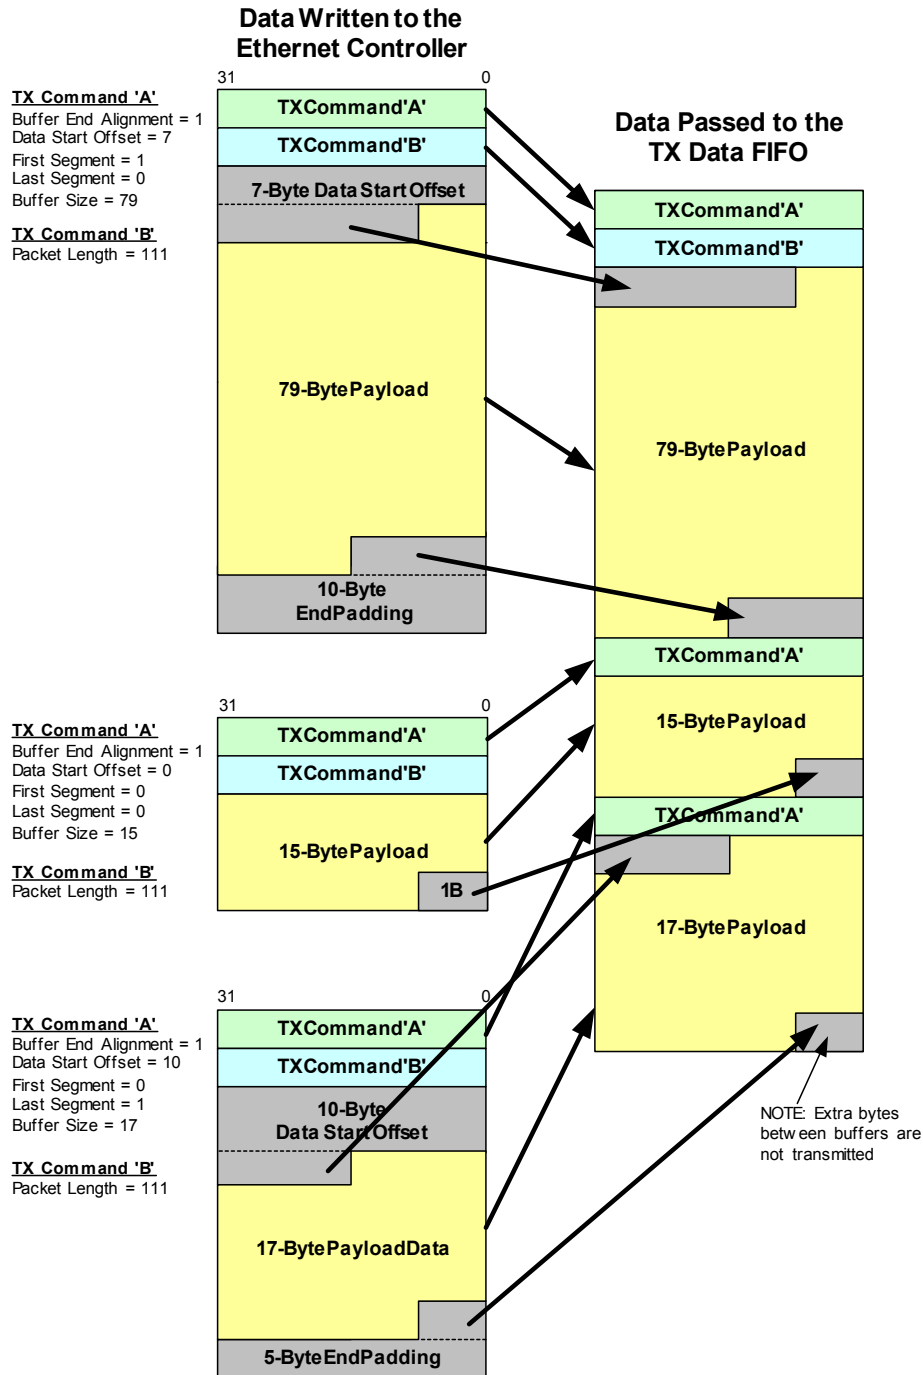 Data Written to the
Ethernet Controller
31 0
TX Command 'A'
Buffer End Alignment = 1
Data Start Offset = 7
First Segment = 1
Last Segment = 0
Buffer Size = 79
TX Command 'B'
Packet Length = 111
TXCommand'A'
TXCommand'B'
7-Byte Data Start Offset
79-BytePayload
10-Byte
EndPadding
Data Passed to the
TX Data FIFO
TXCommand'A'
TXCommand'B'
79-BytePayload
TXCommand'A'
15-BytePayload
TXCommand'A'
17-BytePayload
NOTE: Extra bytes
between buffers are
not transmitted
31 0
TX Command 'A'
Buffer End Alignment = 1
Data Start Offset = 0
First Segment = 0
Last Segment = 0
Buffer Size = 15
TX Command 'B'
Packet Length = 111
TXCommand'A'
TXCommand'B'
15-BytePayload
1B
31 0
TX Command 'A'
Buffer End Alignment = 1
Data Start Offset = 10
First Segment = 0
Last Segment = 1
Buffer Size = 17
TX Command 'B'
Packet Length = 111
TXCommand'A'
TXCommand'B'
10-Byte
Data StartOffset
17-BytePayloadData
5-ByteEndPadding